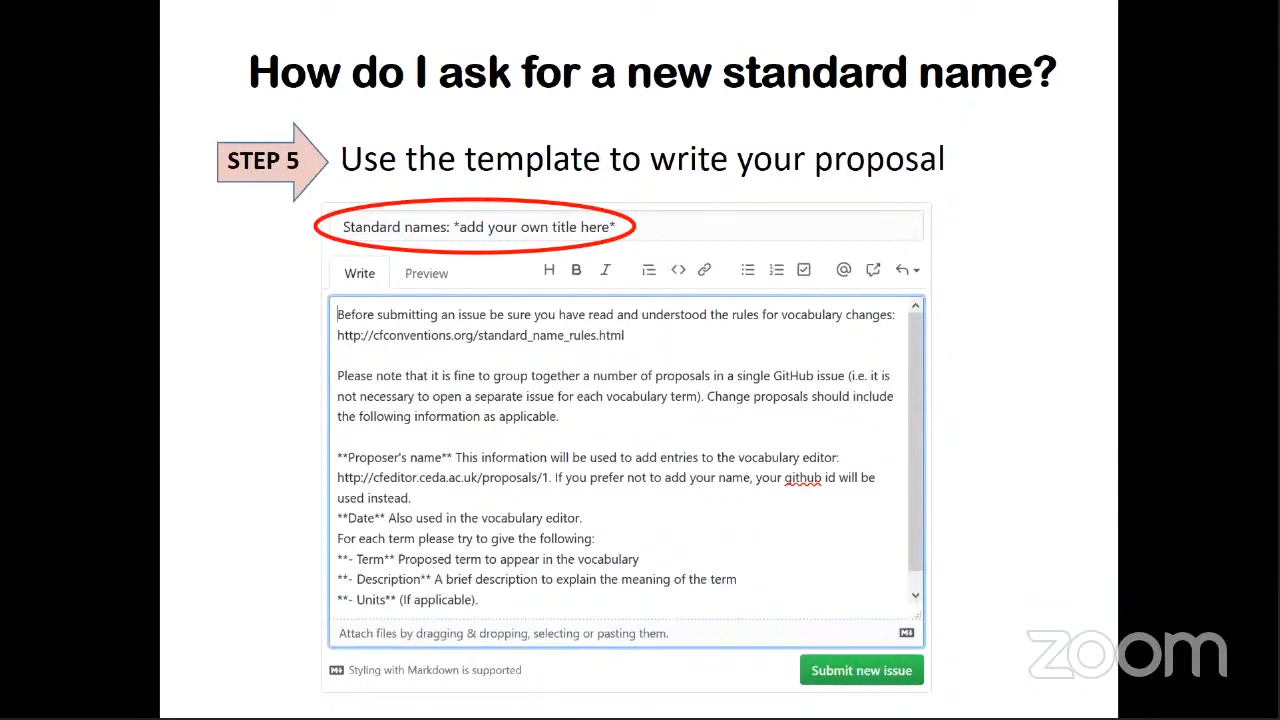 How do I ask for a new standard name?
STEP 5
Use the template to write your proposal
Standard names: *add your own title here*
Write
Preview
Before submitting an issue be sure you have read and understood the rules for vocabulary changes:
http://cfconventions.org/standard_name_rules.html
Please note that it is fine to group together a number of proposals in a single GitHub issue (i.e. it is
not necessary to open a separate issue for each vocabulary term). Change proposals should include
the following information as applicable.
**Proposer's name** This information will be used to add entries to the vocabulary editor:
http://cfeditor.ceda.ac.uk/proposals/1. If you prefer not to add your name, your github id will be
used instead.
**Date** Also used in the vocabulary editor.
For each term please try to give the following:
**- Term** Proposed term to appear in the vocabulary
**- Description** A brief description to explain the meaning of the term
**- Units** (If applicable).
Attach files by dragging & dropping, selecting or pasting them.
Styling with Markdown is supported
Submit new issue
zoom